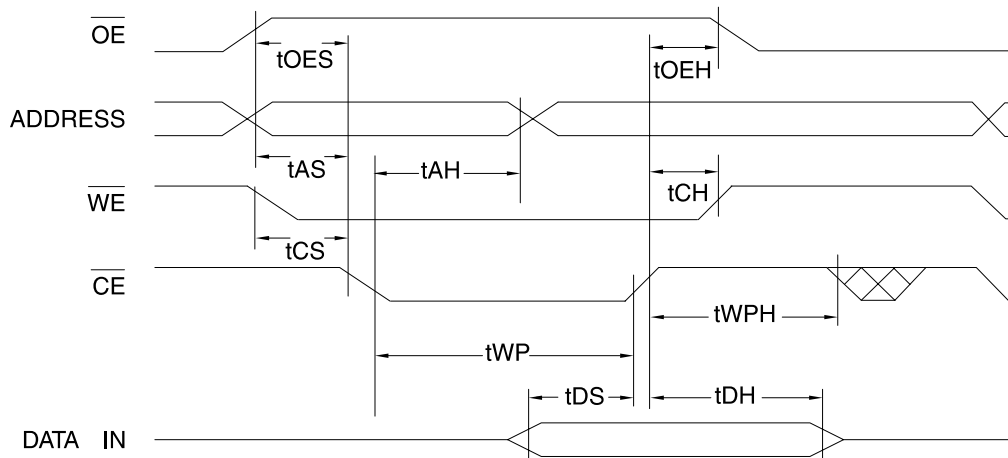 OE
tOES
tOEH
ADDRESS
tAS
tAH
tCH
WE
tCS
CE
tWPH
tWP
tDS
tDH
DATA IN